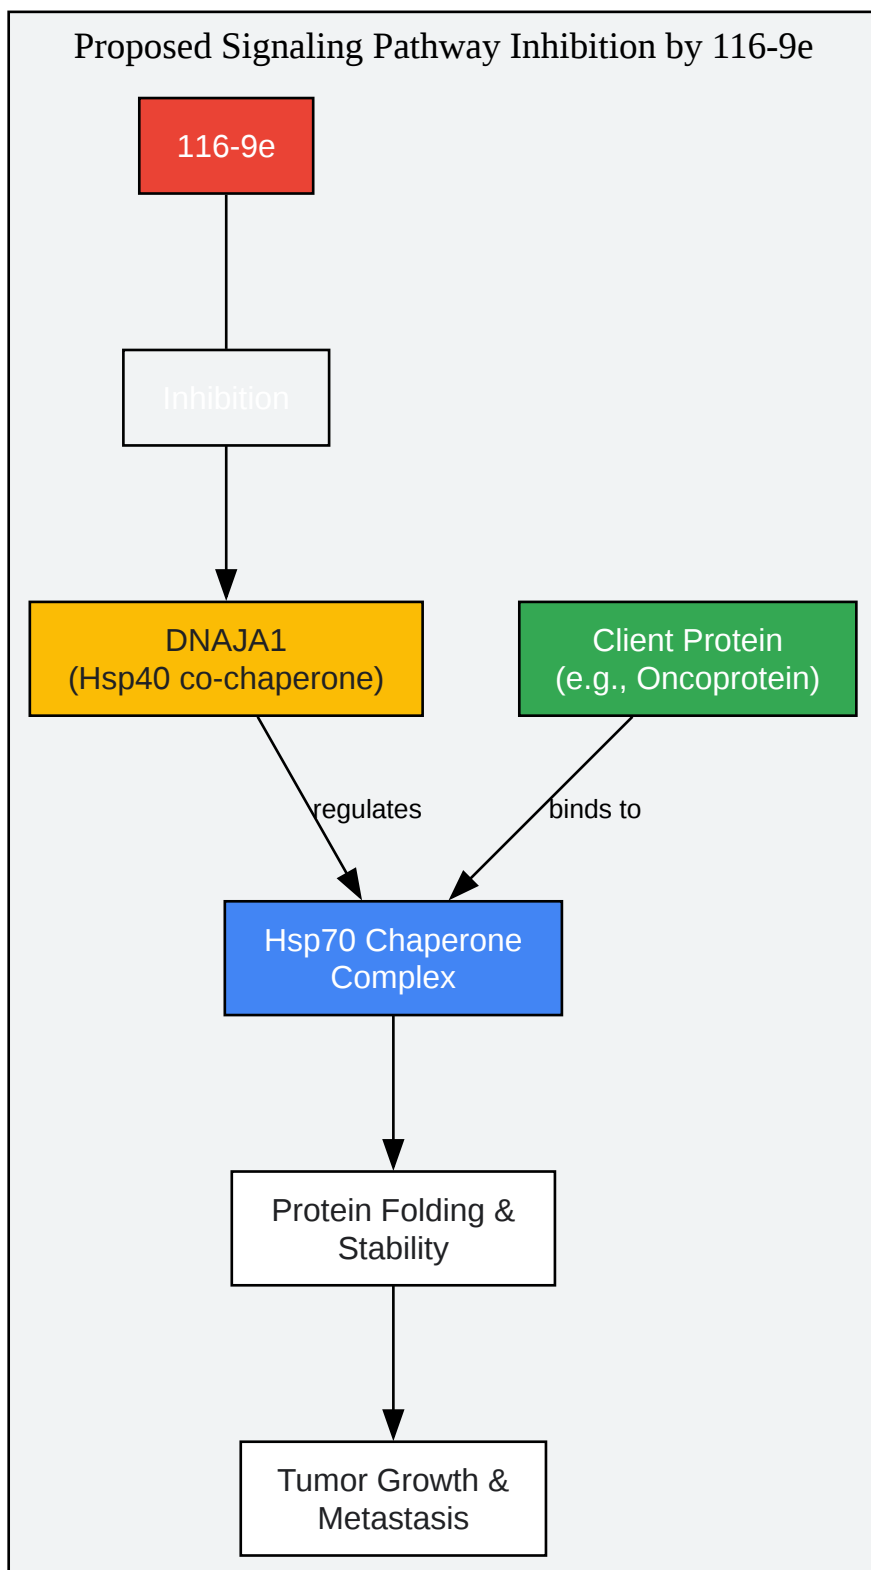 Proposed Signaling Pathway Inhibition by 116-9e
116-9e
Inhibition
DNAJA1
(Hsp40 co-chaperone)
Client Protein
(e.g., Oncoprotein)
regulates
binds to
Hsp70 Chaperone
Complex
Protein Folding &
Stability
Tumor Growth &
Metastasis